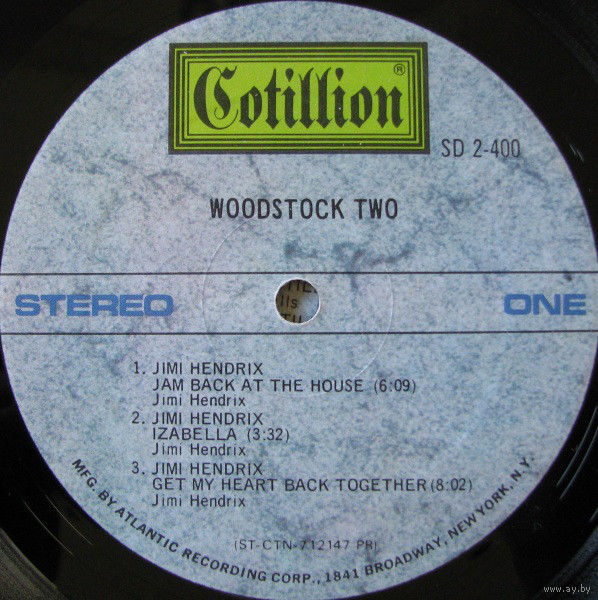 Cotillion®
SD 2-400
WOODSTOCK TWO
STEREO
ONE
1. JIMI HENDRIX
JAM BACK AT THE HOUSE (6:09)
Jimi Hendrix
2. JIMI HENDRIX
IZABELLA (3:32)
Jimi Hendrix
3. JIMI HENDRIX
GET MY HEART BACK TOGETHER (8:02)
Jimi Hendrix
(ST-CTN-712147 PR)
MFG. BY ATLANTIC RECORDING CORP., 1841 BROADWAY, NEW YORK, N.Y.
© www.ay.by